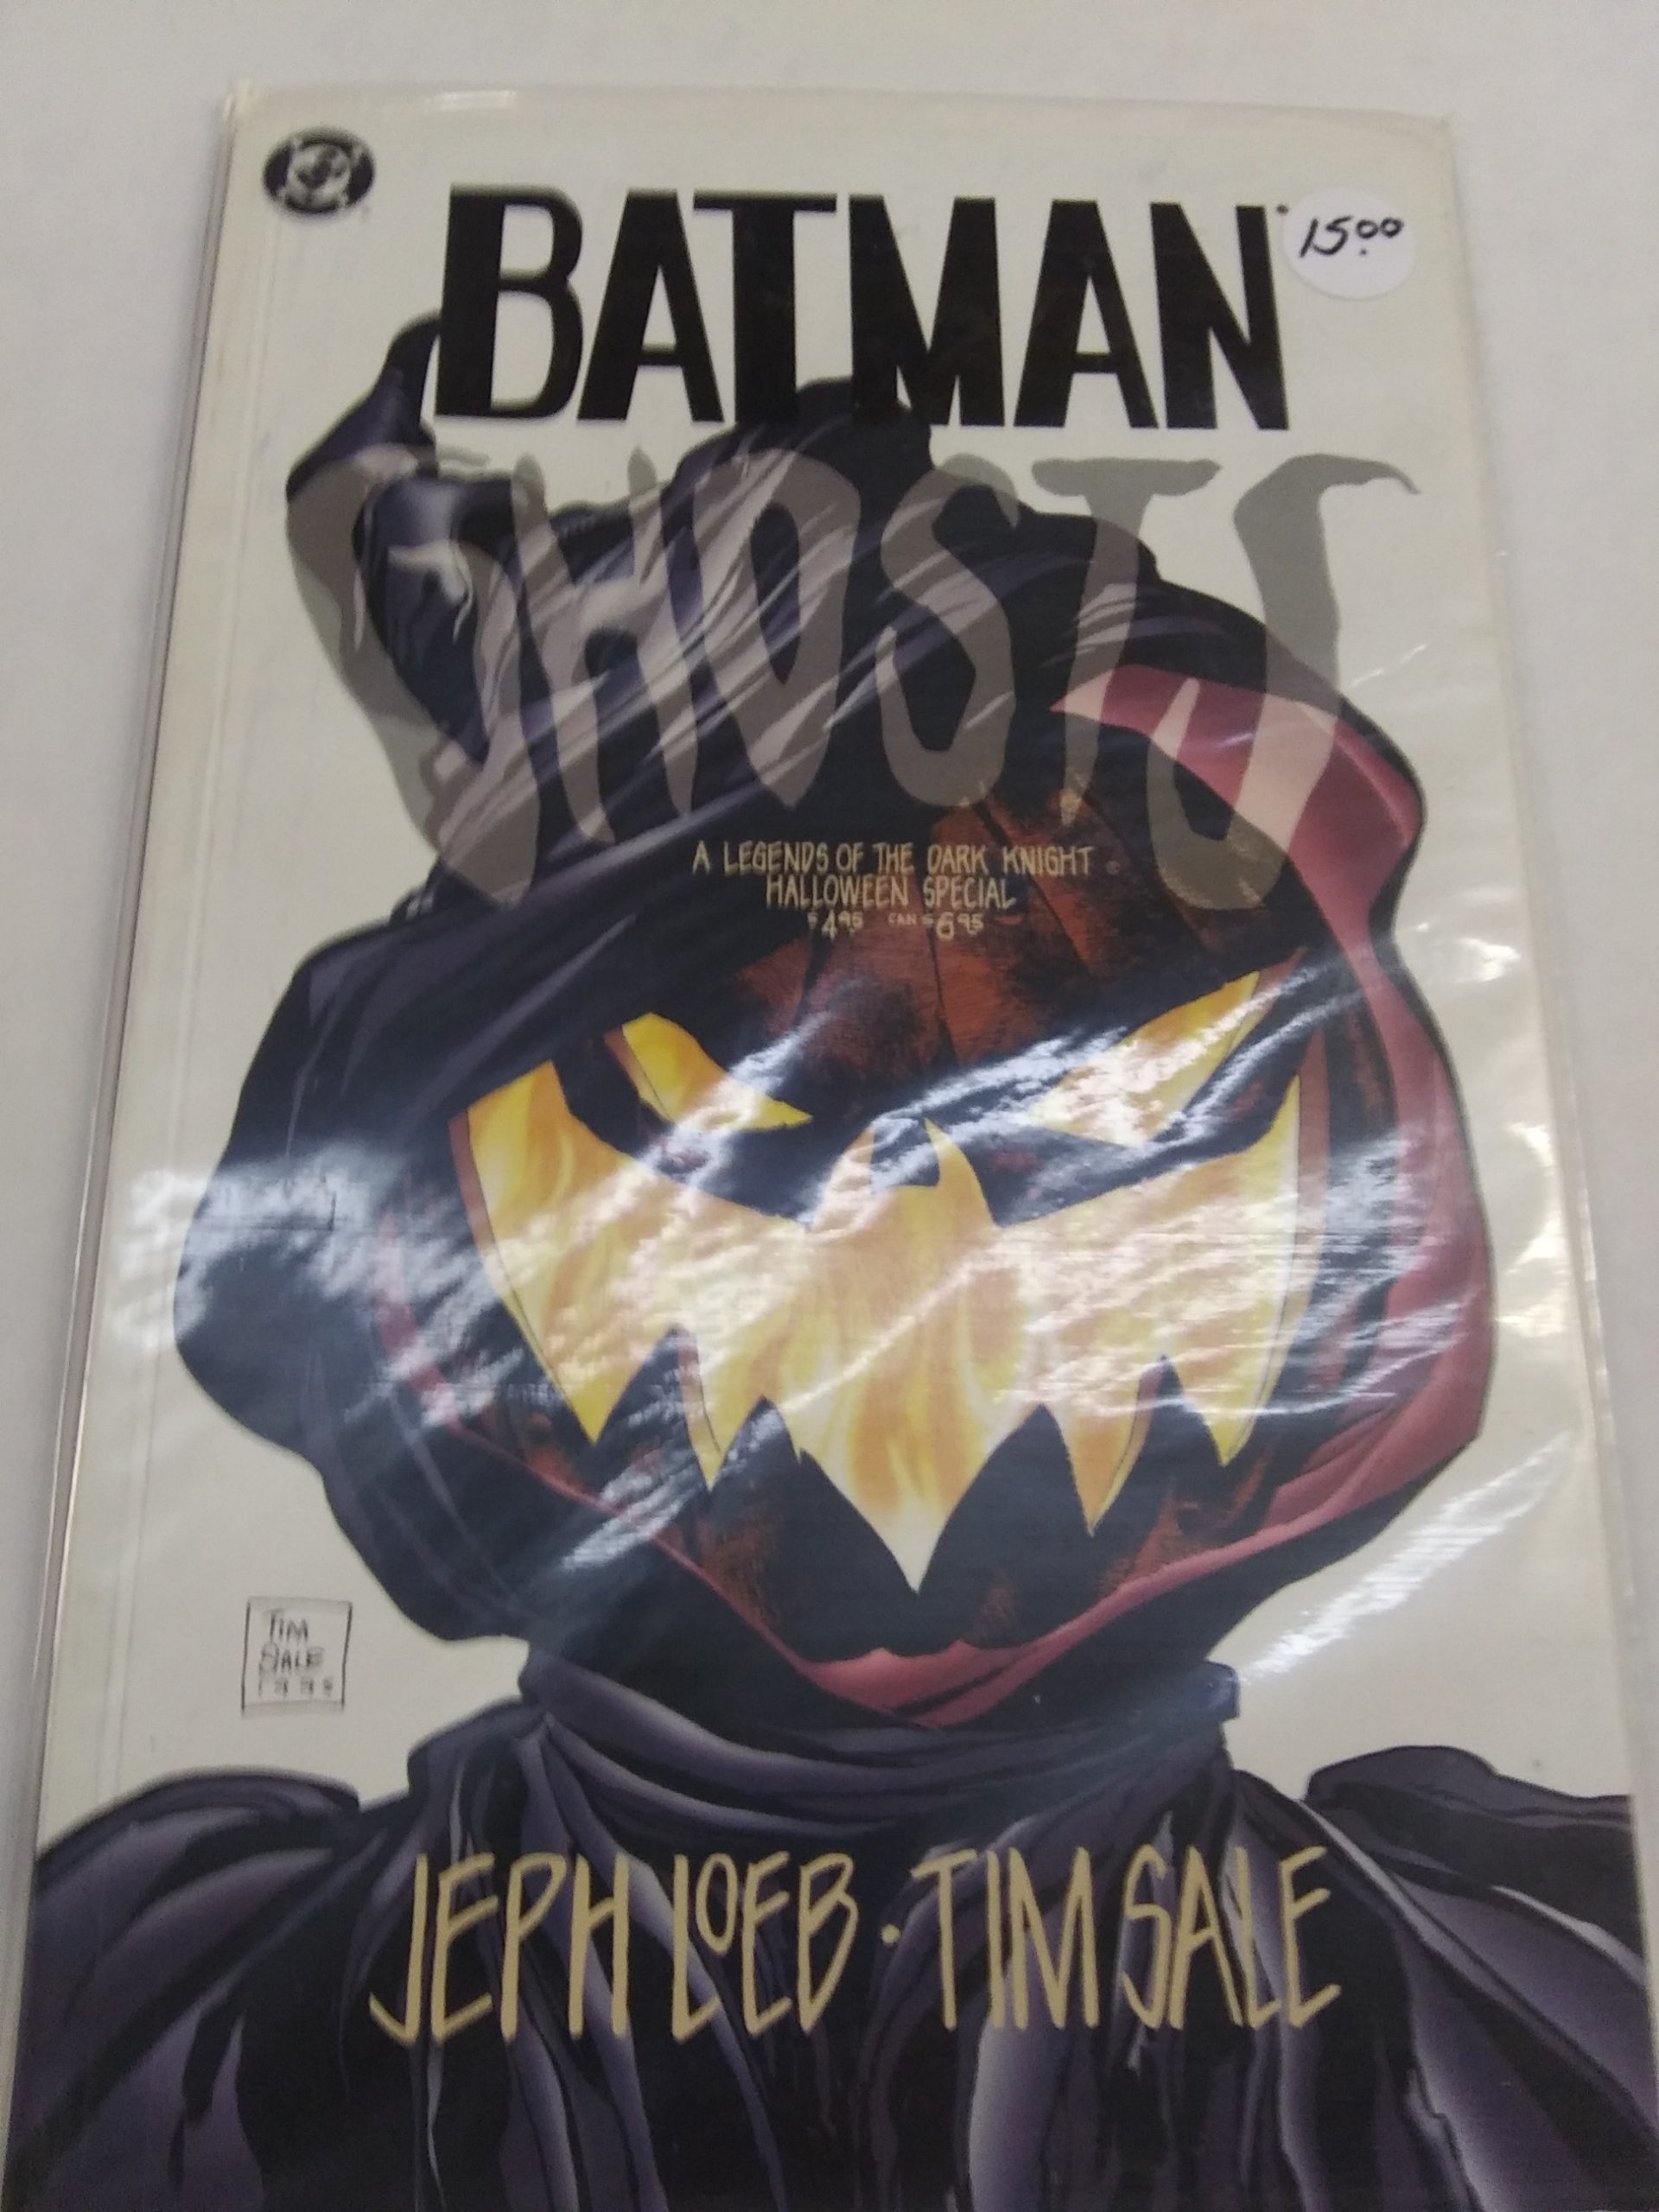 DC
BATMAN
15.00
GHOSTS
A LEGENDS OF THE DARK KNIGHT
HALLOWEEN SPECIAL
$4.95 CAN $6.95
TIM
SALE
JEPH LOEB · TIM SALE